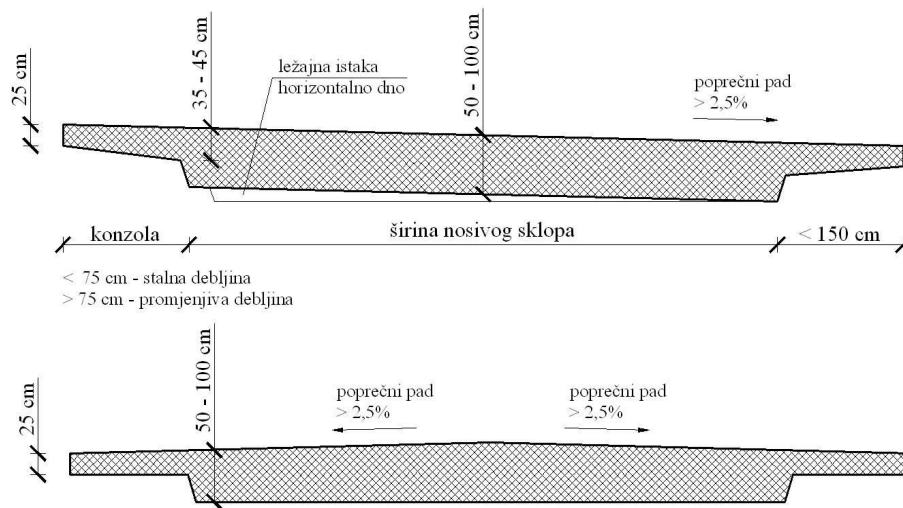 25 cm
35 - 45 cm
ležajna istaka
horizontalno dno
50 - 100 cm
poprečni pad
> 2,5%
konzola
širina nosivog sklopa
< 150 cm
< 75 cm - stalna debljina
> 75 cm - promjenjiva debljina
25 cm
50 - 100 cm
poprečni pad
> 2,5%
poprečni pad
> 2,5%